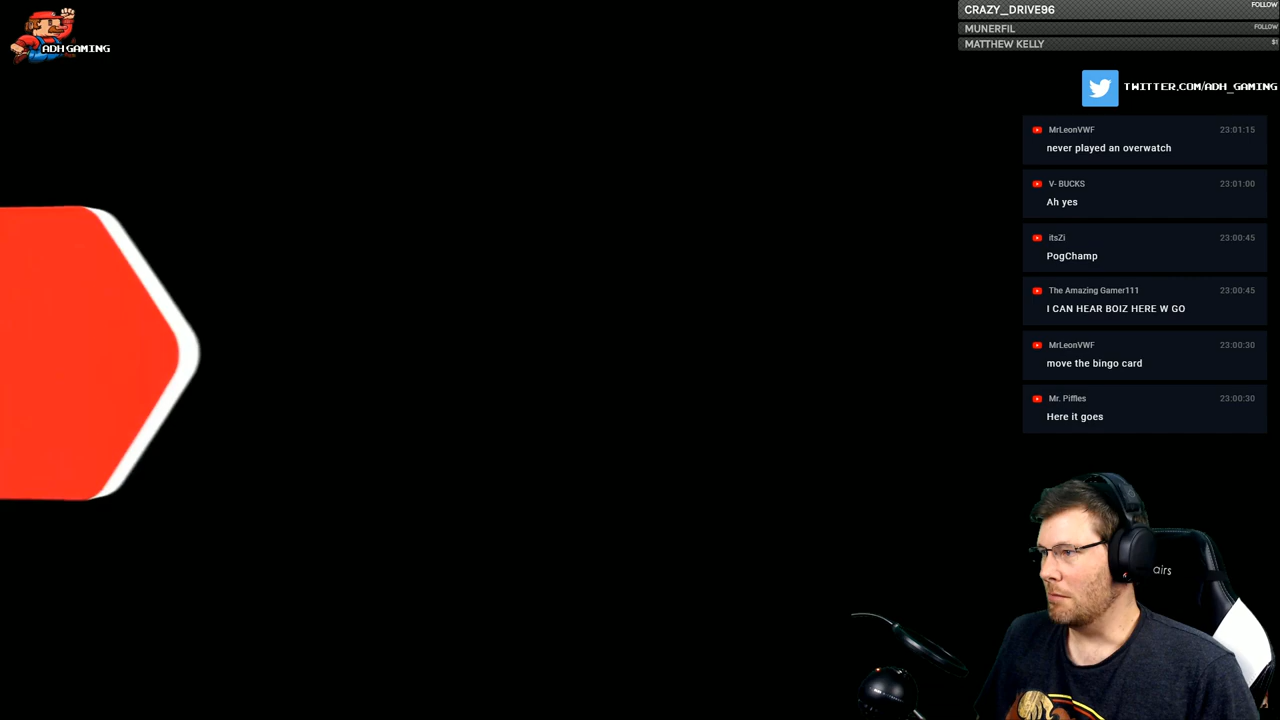 ADH GAMING
CRAZY_DRIVE96
FOLLOW
MUNERFIL
FOLLOW
MATTHEW KELLY
TWITTER.COM/ADH_GAMING
MrLeonVWF
23:01:15
never played an overwatch
V- BUCKS
23:01:00
Ah yes
itsZi
23:00:45
PogChamp
The Amazing Gamer111
23:00:45
I CAN HEAR BOIZ HERE W GO
MrLeonVWF
23:00:30
move the bingo card
Mr. Piffles
23:00:30
Here it goes
airs